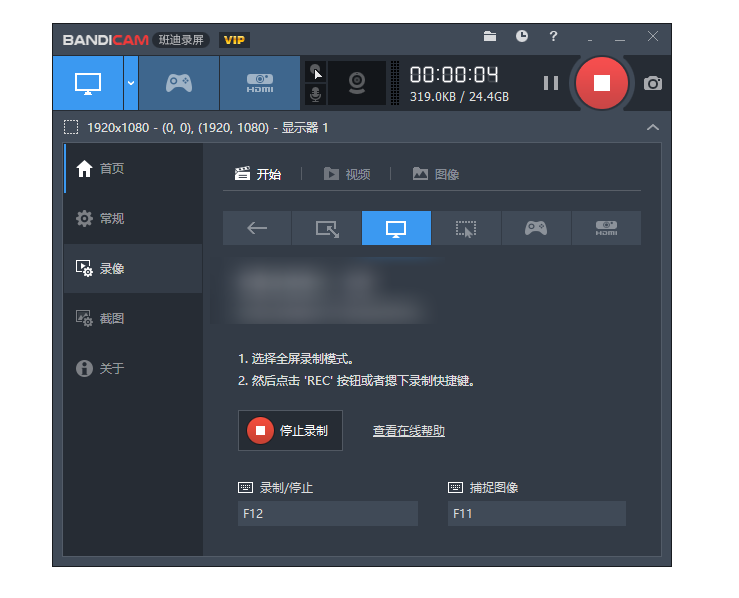 BANDICAM 班迪录屏 VIP
HDMI
00:00:04
319.0KB / 24.4GB
1920x1080 - (0, 0), (1920, 1080) - 显示器 1
首页
常规
录像
截图
关于
开始 视频 图像
HDMI
1. 选择全屏录制模式。
2. 然后点击 'REC' 按钮或者摁下录制快捷键。
停止录制 查看在线帮助
录制/停止 捕捉图像
F12 F11